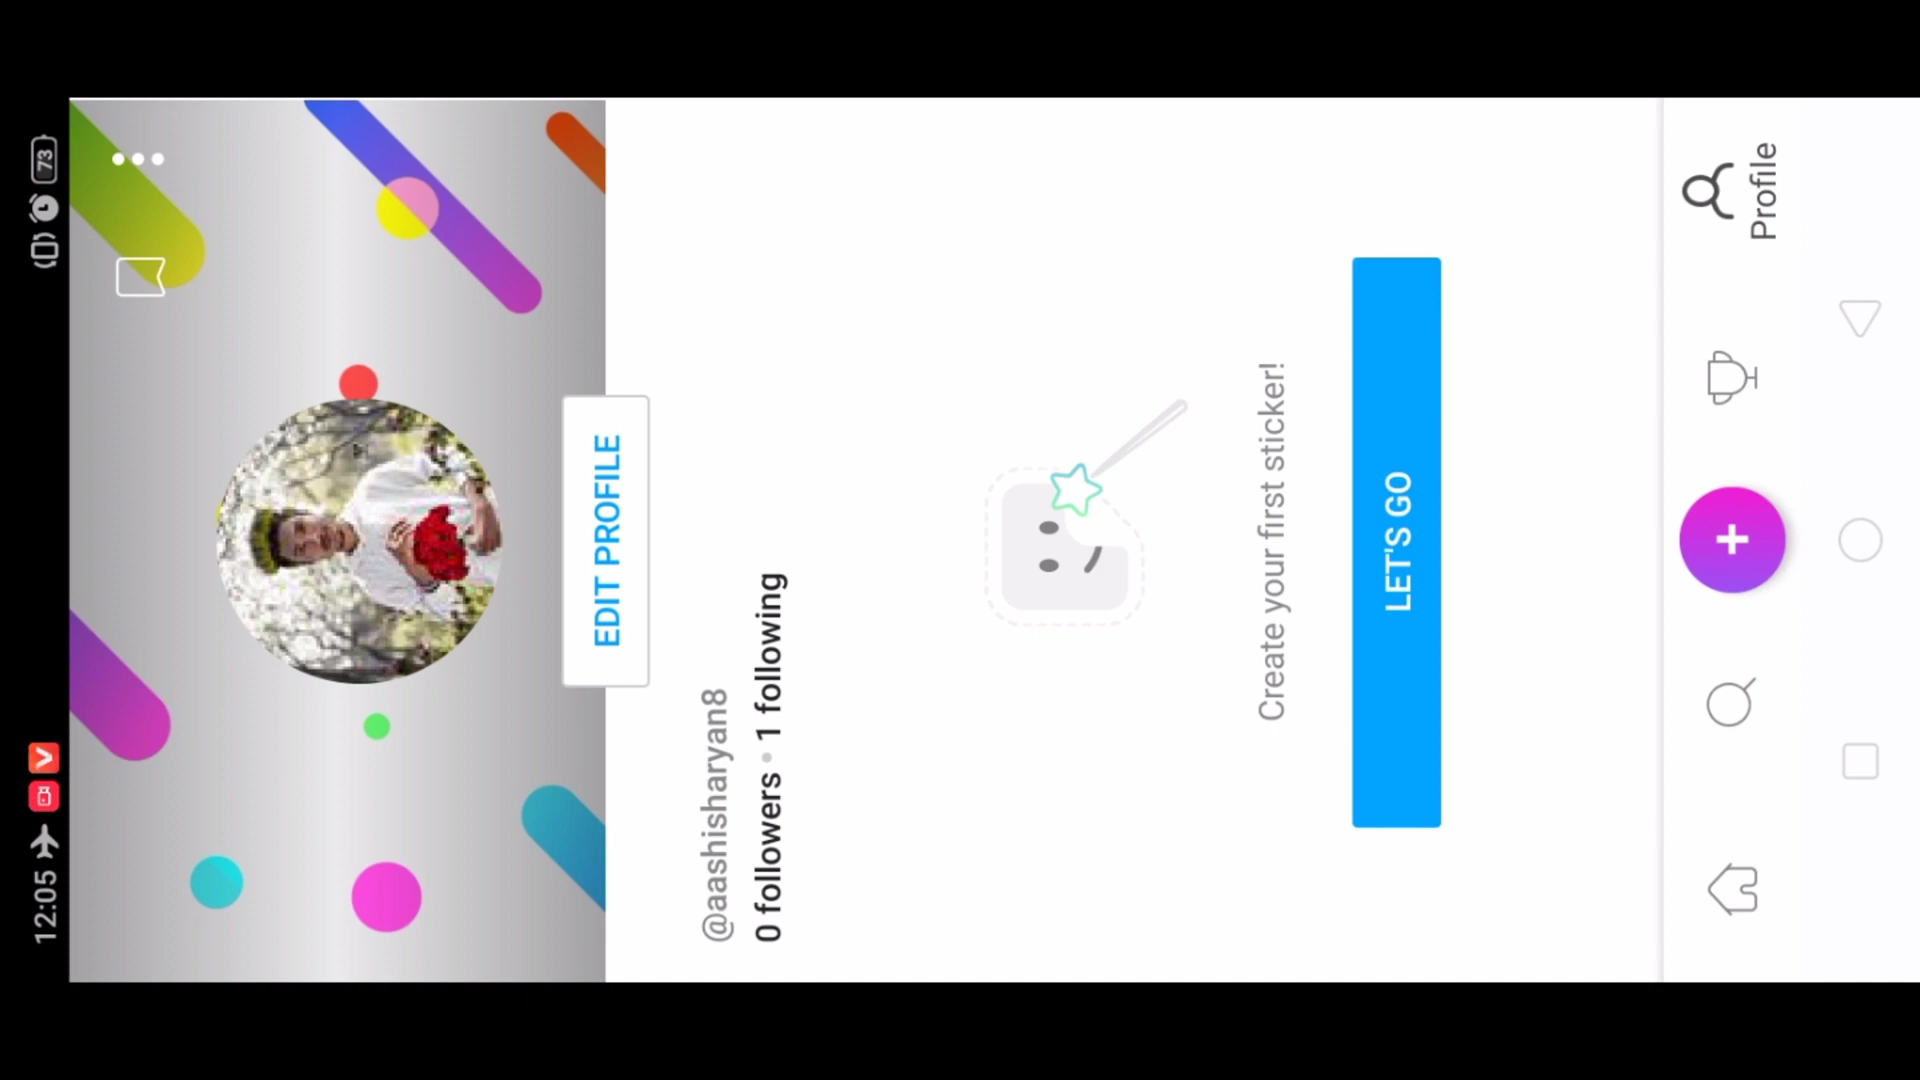 12:05
73
EDIT PROFILE
@aashisharyan8
0 followers • 1 following
Create your first sticker!
LET'S GO
Profile